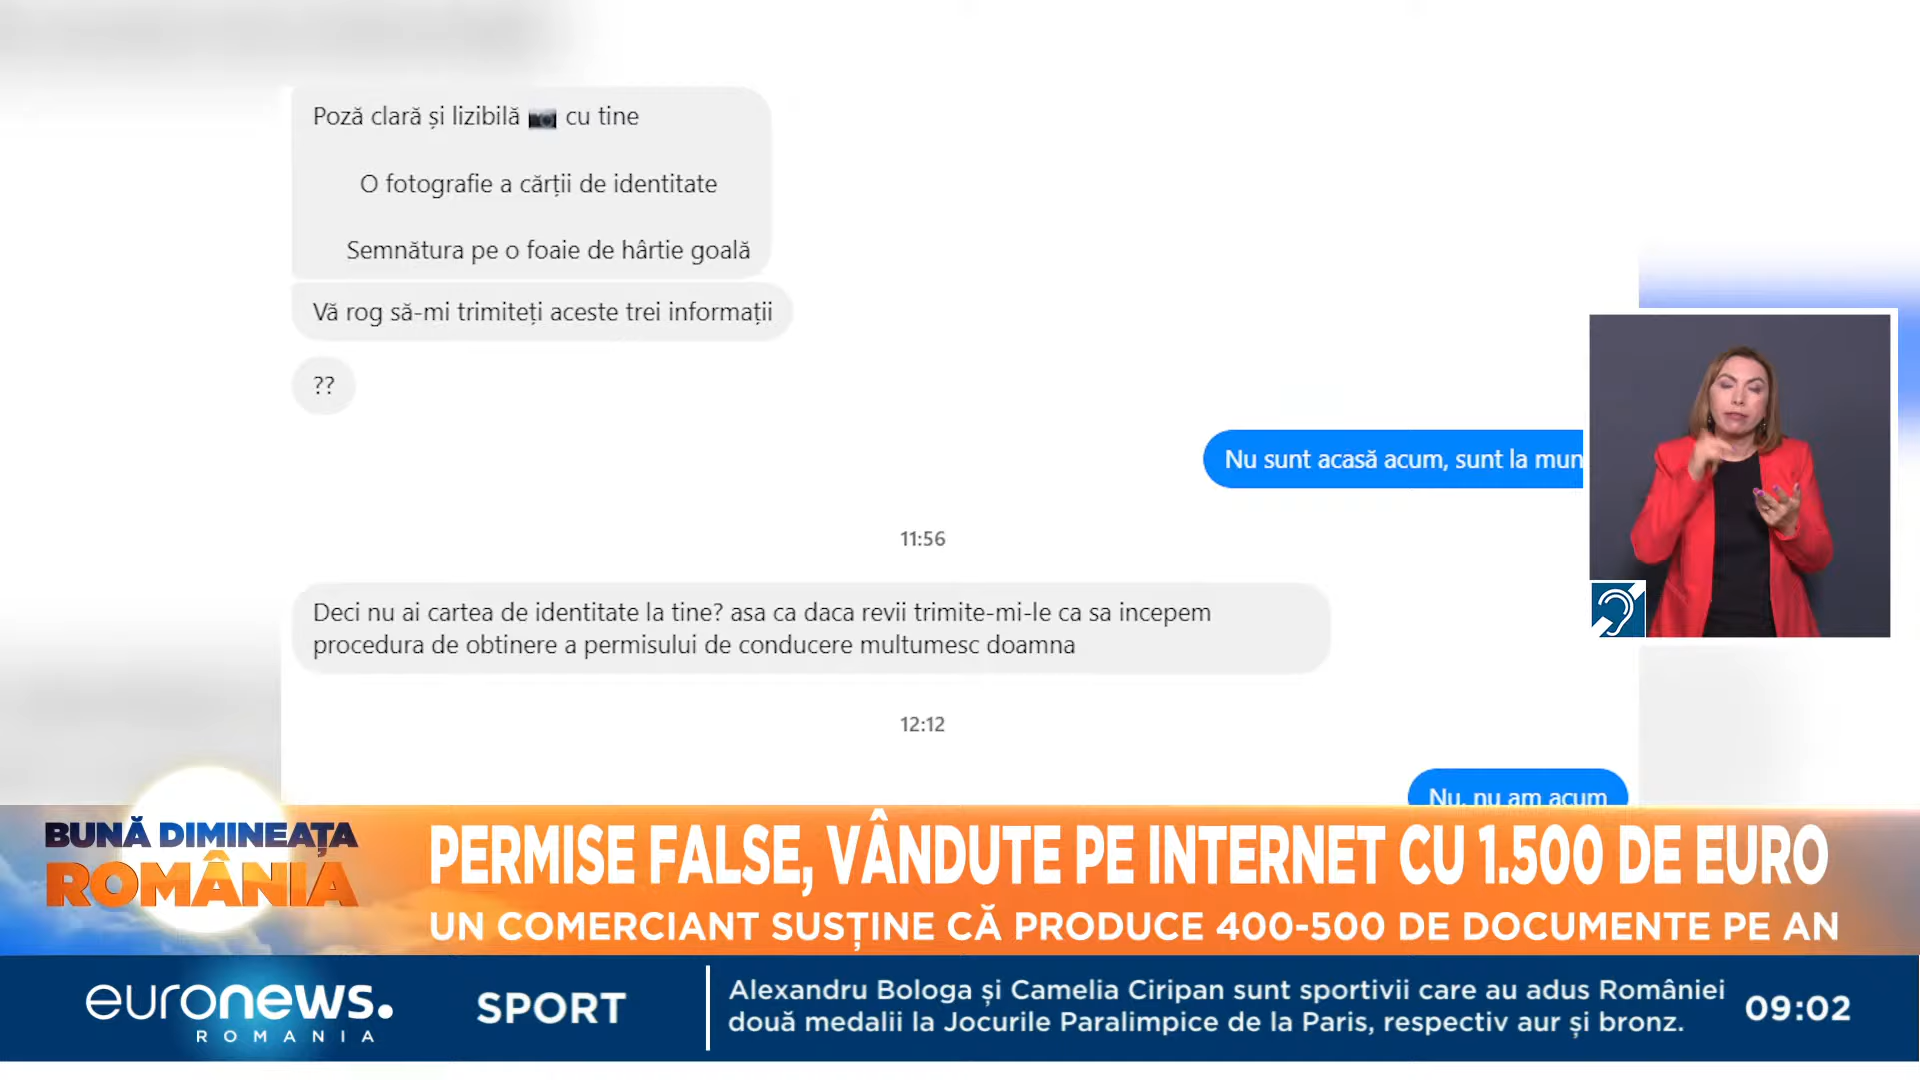 Poză clară și lizibilă 📷 cu tine
O fotografie a cărții de identitate
Semnătura pe o foaie de hârtie goală
Vă rog să-mi trimiteți aceste trei informații
??
Nu sunt acasă acum, sunt la mun
11:56
Deci nu ai cartea de identitate la tine? asa ca daca revii trimite-mi-le ca sa incepem
procedura de obtinere a permisului de conducere multumesc doamna
12:12
Nu, nu am acum
BUNĂ DIMINEAȚA
ROMÂNIA
PERMISE FALSE, VÂNDUTE PE INTERNET CU 1.500 DE EURO
UN COMERCIANT SUSȚINE CĂ PRODUCE 400-500 DE DOCUMENTE PE AN
euronews.
ROMANIA
SPORT
Alexandru Bologa și Camelia Ciripan sunt sportivii care au adus României
două medalii la Jocurile Paralimpice de la Paris, respectiv aur și bronz.
09:02